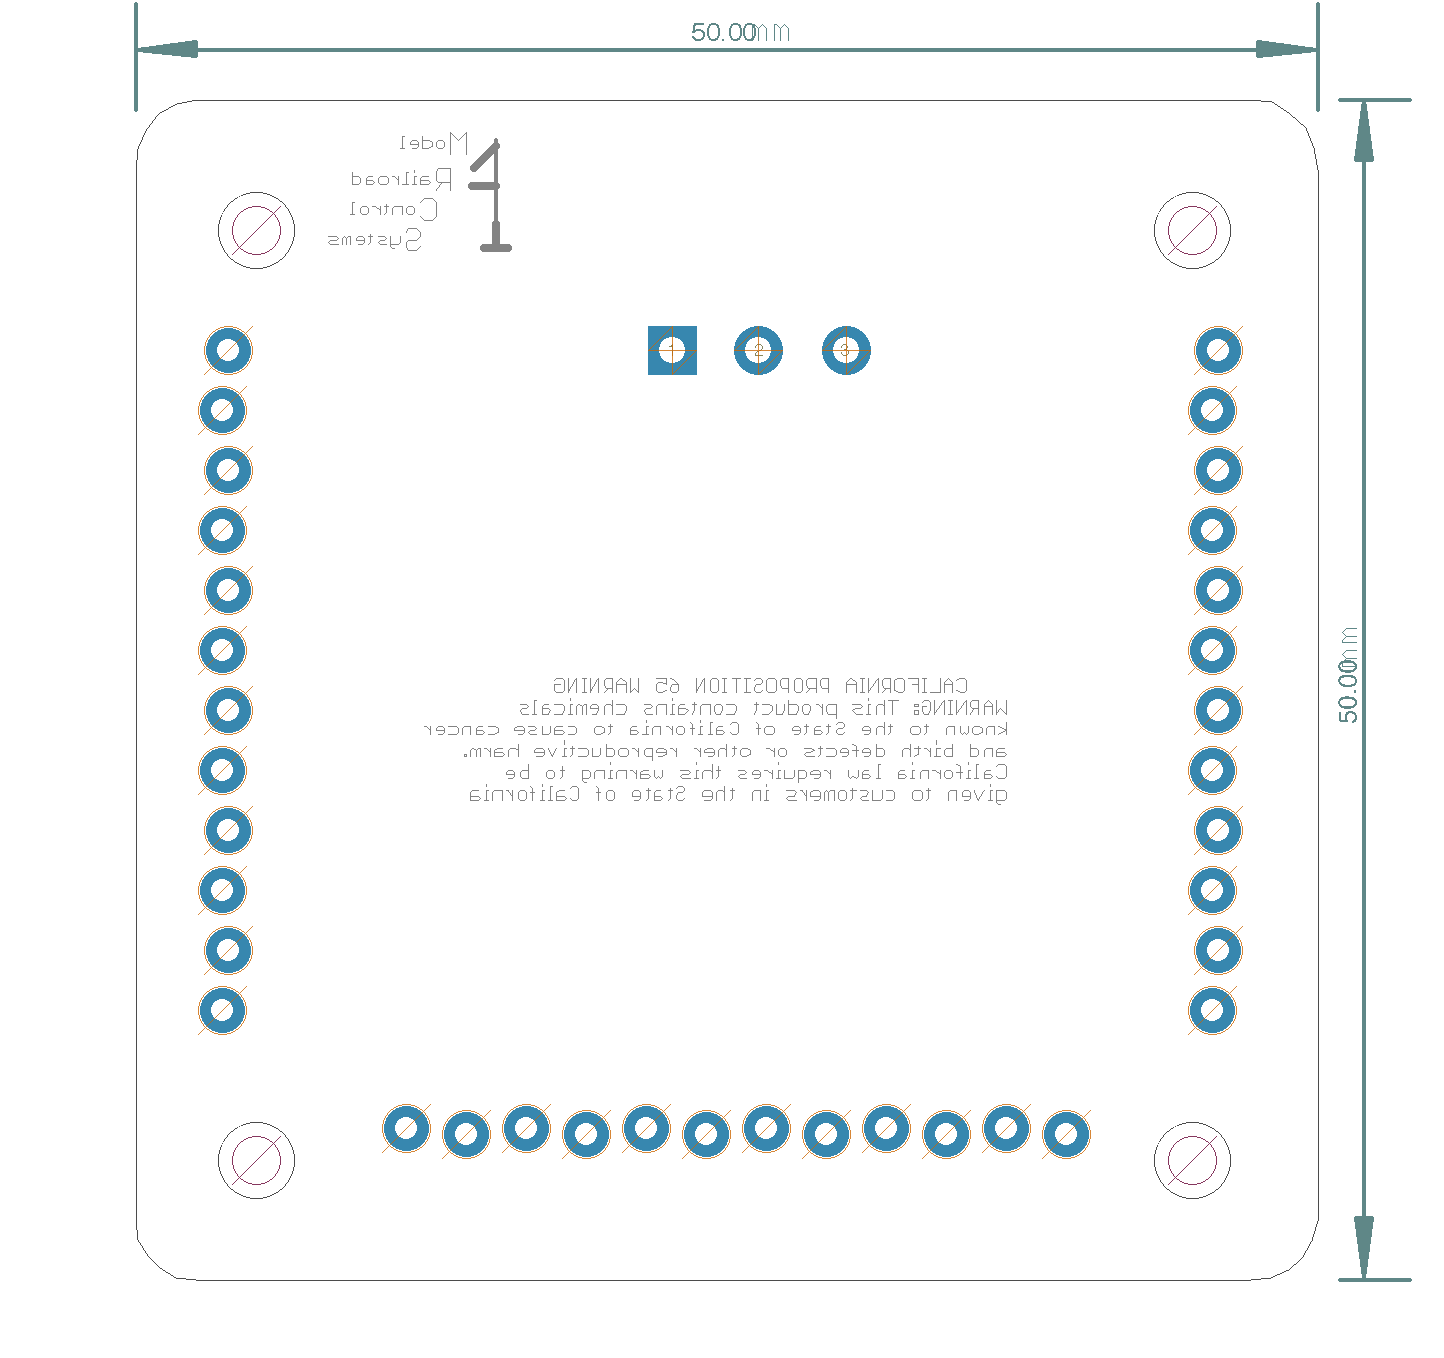 50.00mm
Model
Railroad
Control
Systems
1 2 3
CALIFORNIA PROPOSITION 65 WARNING
WARNING: This product contains chemicals
known to the State of California to cause cancer
and birth defects or other reproductive harm.
California law requires this warning to be
given to customers in the State of California
50.00mm